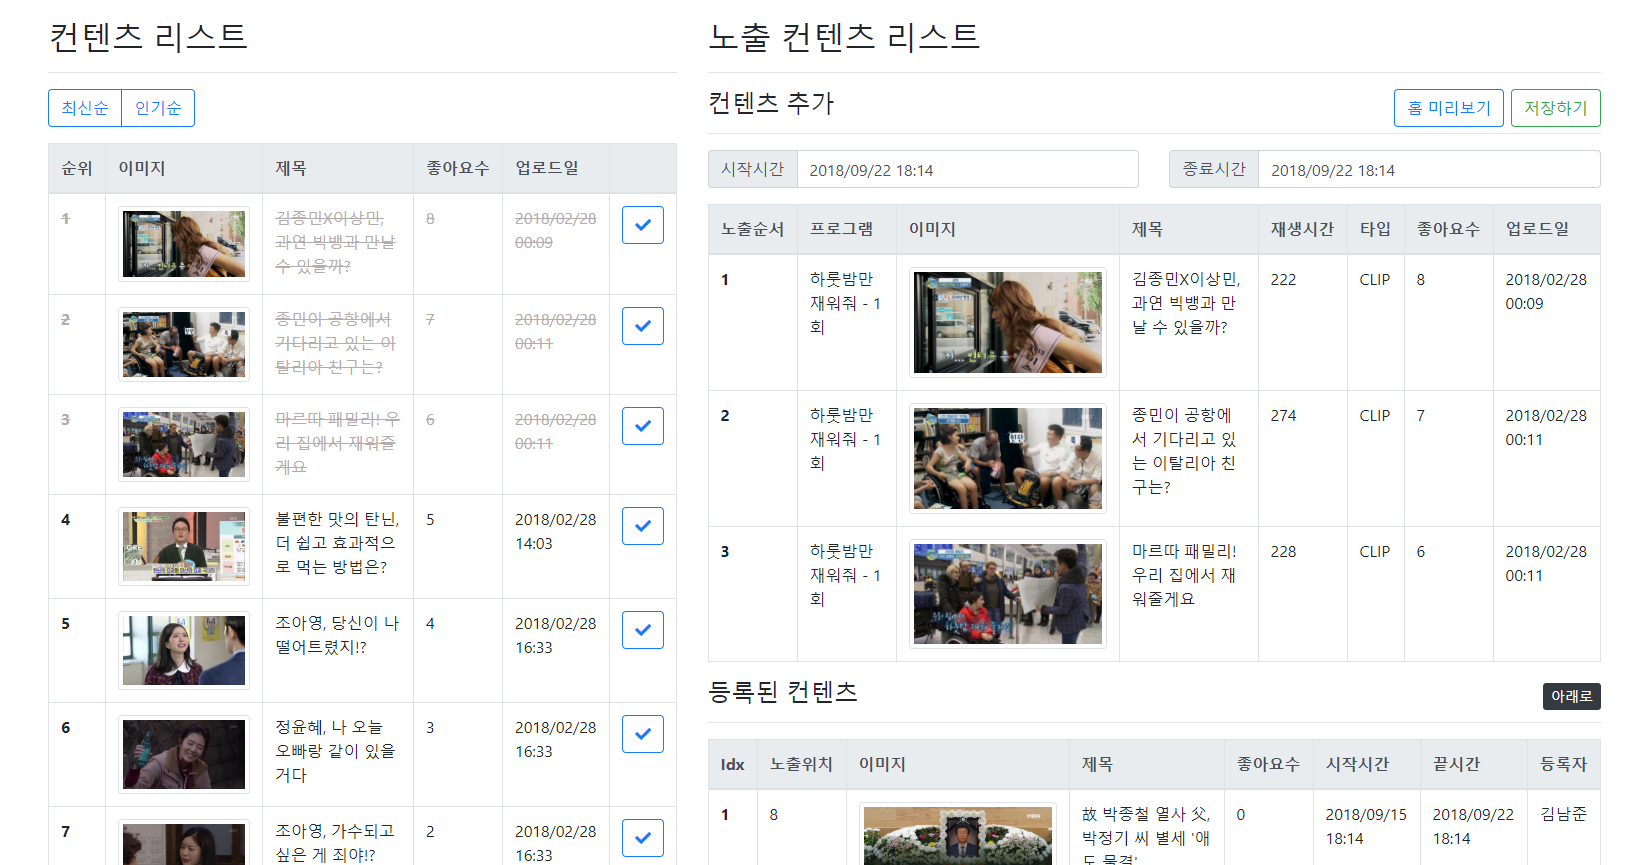 컨텐츠 리스트
최신순 인기순
순위 이미지 제목 좋아요수 업로드일
1 김종민X이상민, 8 2018/02/28
과연 빅뱅과 만날 00:09
수 있을까?
2 종민이 공항에서 7 2018/02/28
기다리고 있는 이 00:11
탈리아 친구는?
3 마르따 패밀리! 우 6 2018/02/28
리 집에서 재워줄 00:11
게요
4 불편한 맛의 탄닌, 5 2018/02/28
더 쉽고 효과적으 14:03
로 먹는 방법은?
5 조아영, 당신이 나 4 2018/02/28
떨어트렸지!? 16:33
6 정윤혜, 나 오늘 3 2018/02/28
오빠랑 같이 있을 16:33
거다
7 조아영, 가수되고 2 2018/02/28
싶은 게 죄야!? 16:33
노출 컨텐츠 리스트
컨텐츠 추가 홈 미리보기 저장하기
시작시간 2018/09/22 18:14 종료시간 2018/09/22 18:14
노출순서 프로그램 이미지 제목 재생시간 타입 좋아요수 업로드일
1 하룻밤만 김종민X이상민, 222 CLIP 8 2018/02/28
재워줘 - 1 과연 빅뱅과 만 00:09
회 날 수 있을까?
인터뷰 중
2 하룻밤만 종민이 공항에 274 CLIP 7 2018/02/28
재워줘 - 1 서 기다리고 있 00:11
회 는 이탈리아 친
구는?
3 하룻밤만 마르따 패밀리! 228 CLIP 6 2018/02/28
재워줘 - 1 우리 집에서 재 00:11
회 워줄게요
등록된 컨텐츠 아래로
Idx 노출위치 이미지 제목 좋아요수 시작시간 끝시간 등록자
1 8 故 박종철 열사 父, 0 2018/09/15 2018/09/22 김남준
박정기 씨 별세 '애 18:14 18:14
도 물결'
MBN